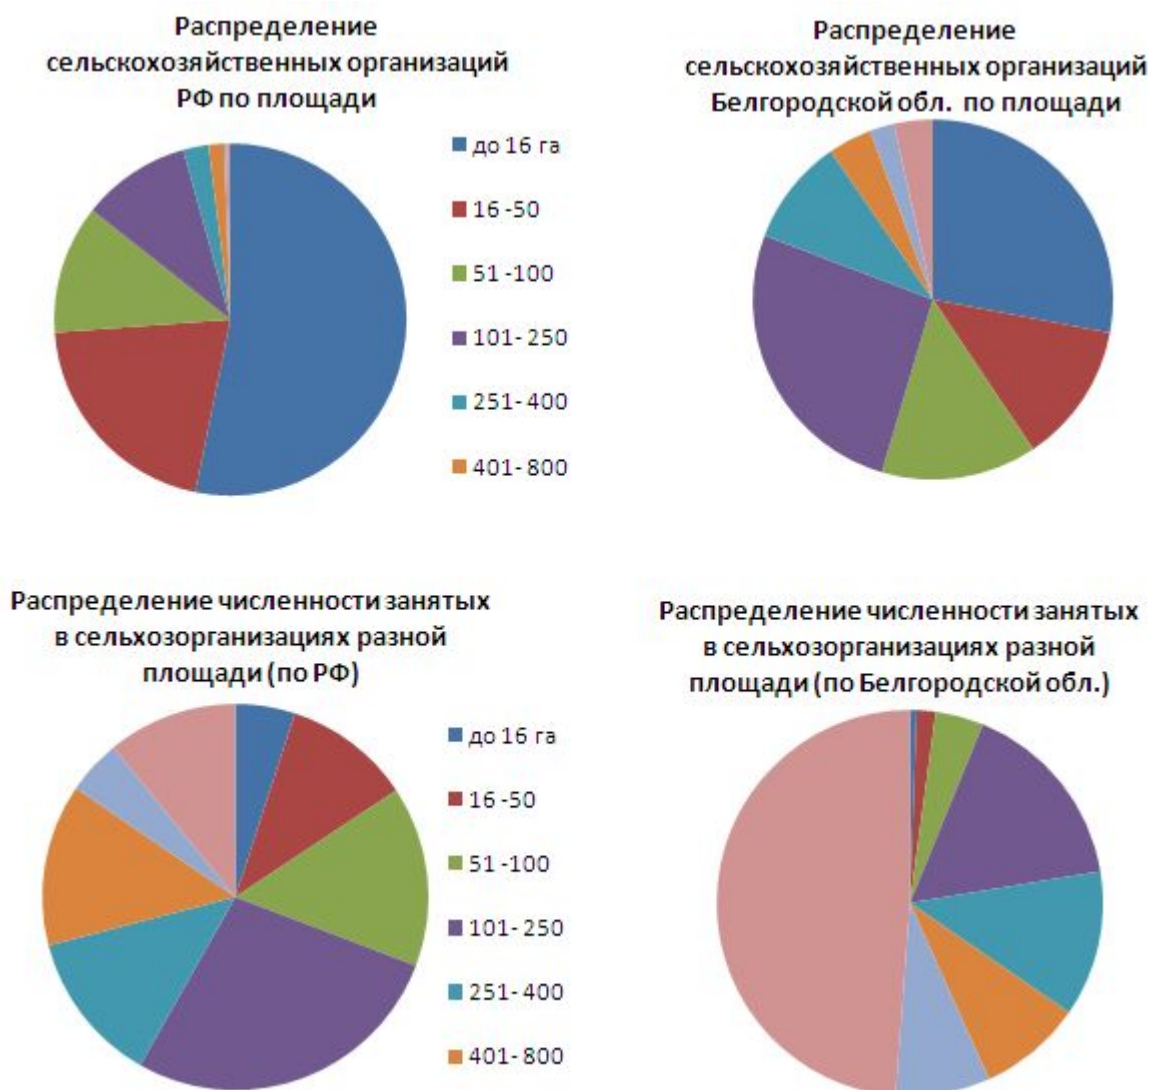 Распределение
сельскохозяйственных организаций
РФ по площади
до 16 га
16 -50
51 -100
101- 250
251- 400
401- 800
Распределение
сельскохозяйственных организаций
Белгородской обл. по площади
Распределение численности занятых
в сельхозорганизациях разной
площади (по РФ)
до 16 га
16 -50
51 -100
101- 250
251- 400
401- 800
Распределение численности занятых
в сельхозорганизациях разной
площади (по Белгородской обл.)